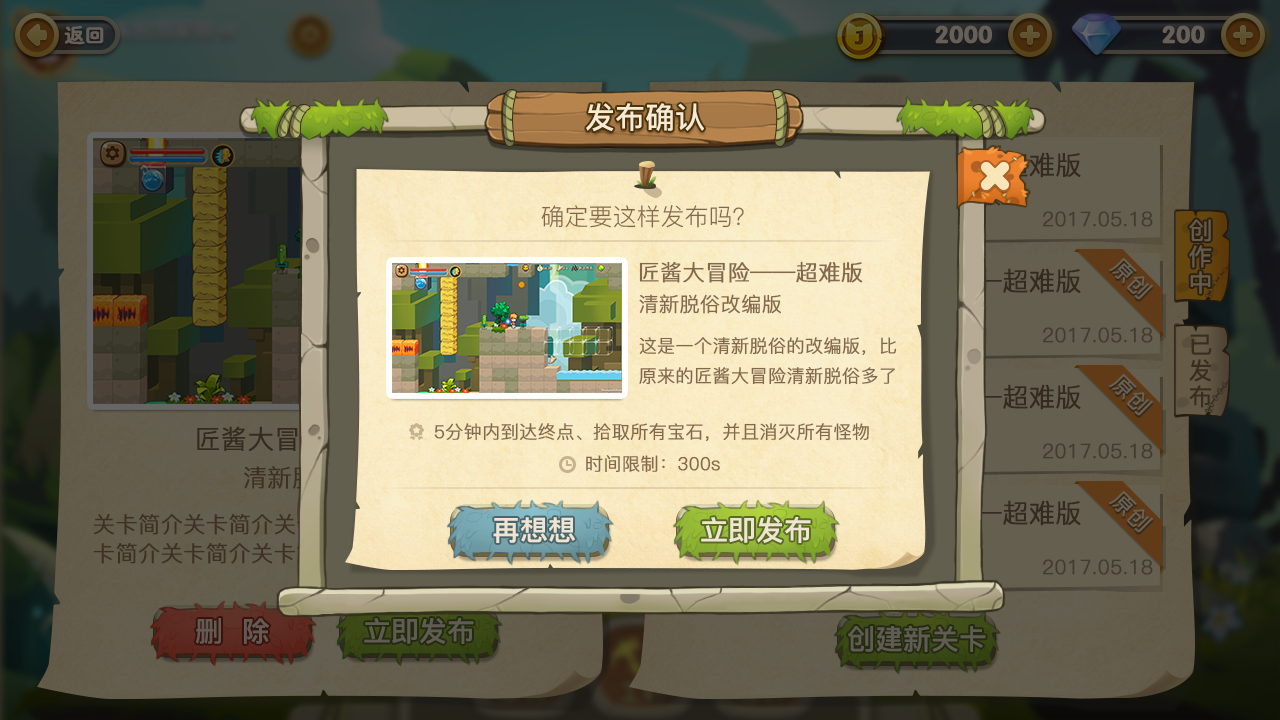 返回
2000
200
发布确认
确定要这样发布吗?
匠酱大冒险——超难版
清新脱俗改编版
这是一个清新脱俗的改编版，比
原来的匠酱大冒险清新脱俗多了
5分钟内到达终点、拾取所有宝石，并且消灭所有怪物
时间限制：300s
再想想
立即发布
匠酱大冒
清新
关卡简介关卡简介关
卡简介关卡简介关卡
删 除
立即发布
难版
2017.05.18
超难版
原创
2017.05.18
超难版
原创
2017.05.18
超难版
原创
2017.05.18
创建新关卡
创作中
已发布